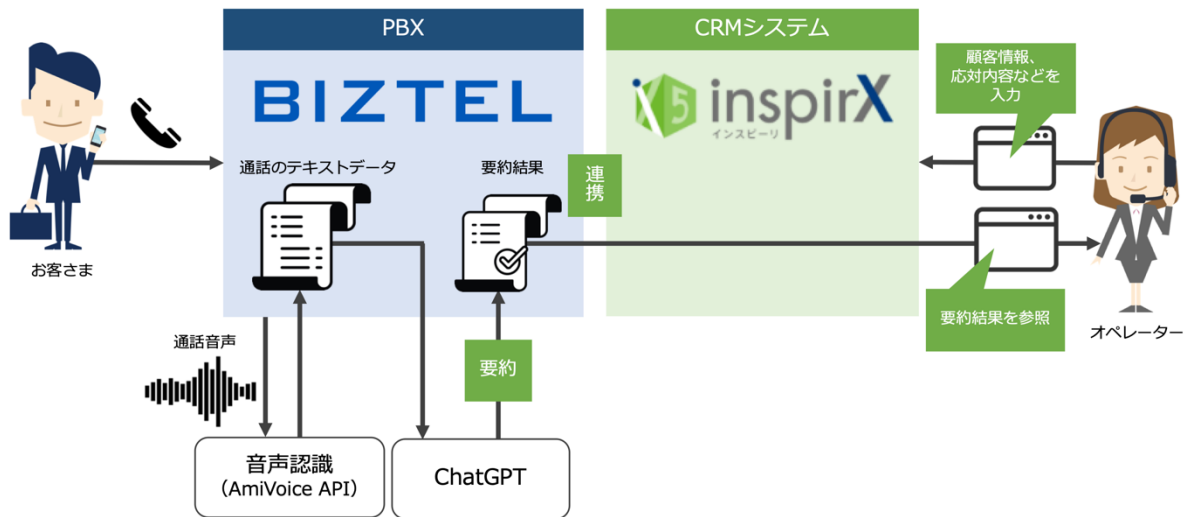 PBX
BIZTEL
通話のテキストデータ
要約結果
連
携
CRMシステム
X5
inspirX
インスピーリ
顧客情報、
応対内容などを
入力
お客さま
要約結果を参照
オペレーター
通話音声
要約
音声認識
（AmiVoice API）
ChatGPT